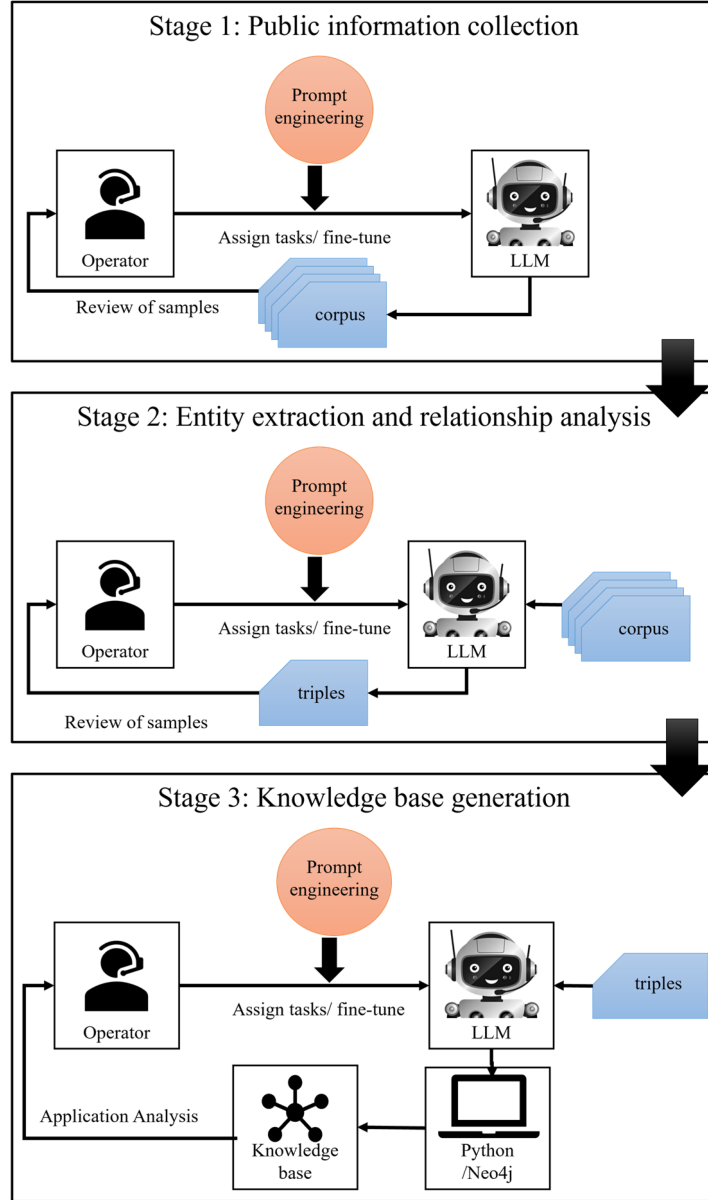 Stage 1: Public information collection
Prompt
engineering
Assign tasks/ fine-tune
Operator
LLM
Review of samples
corpus
Stage 2: Entity extraction and relationship analysis
Prompt
engineering
Assign tasks/ fine-tune
Operator
LLM
corpus
triples
Review of samples
Stage 3: Knowledge base generation
Prompt
engineering
Assign tasks/ fine-tune
Operator
LLM
triples
Application Analysis
Knowledge
base
Python
/Neo4j